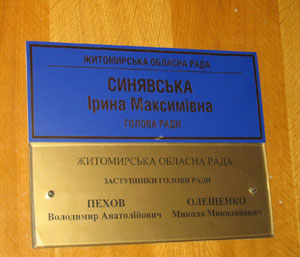 ЖИТОМИРСЬКА ОБЛАСНА РАДА
СИНЯВСЬКА
Ірина Максимівна
ГОЛОВА РАДИ
ЖИТОМИРСЬКА ОБЛАСНА РАДА
ЗАСТУПНИКИ ГОЛОВИ РАДИ
ПЕХОВ ОЛЕЩЕНКО
Володимир Анатолійович Микола Миколайович